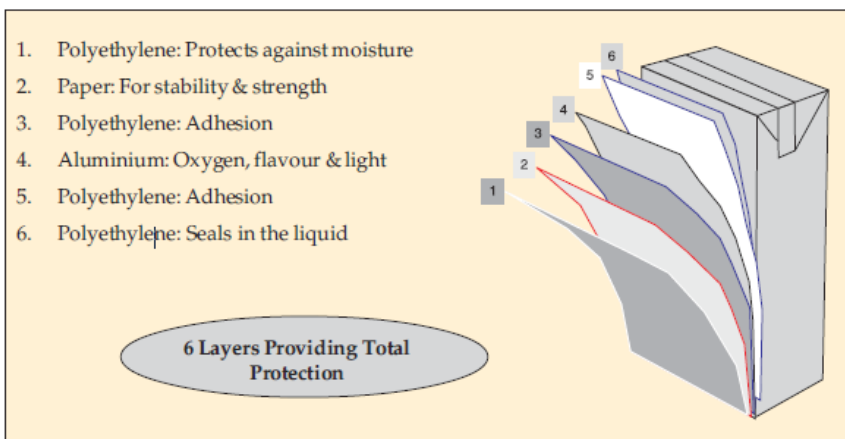 1. Polyethylene: Protects against moisture
2. Paper: For stability & strength
3. Polyethylene: Adhesion
4. Aluminium: Oxygen, flavour & light
5. Polyethylene: Adhesion
6. Polyethylene: Seals in the liquid
6 Layers Providing Total
Protection
6
5
4
3
2
1